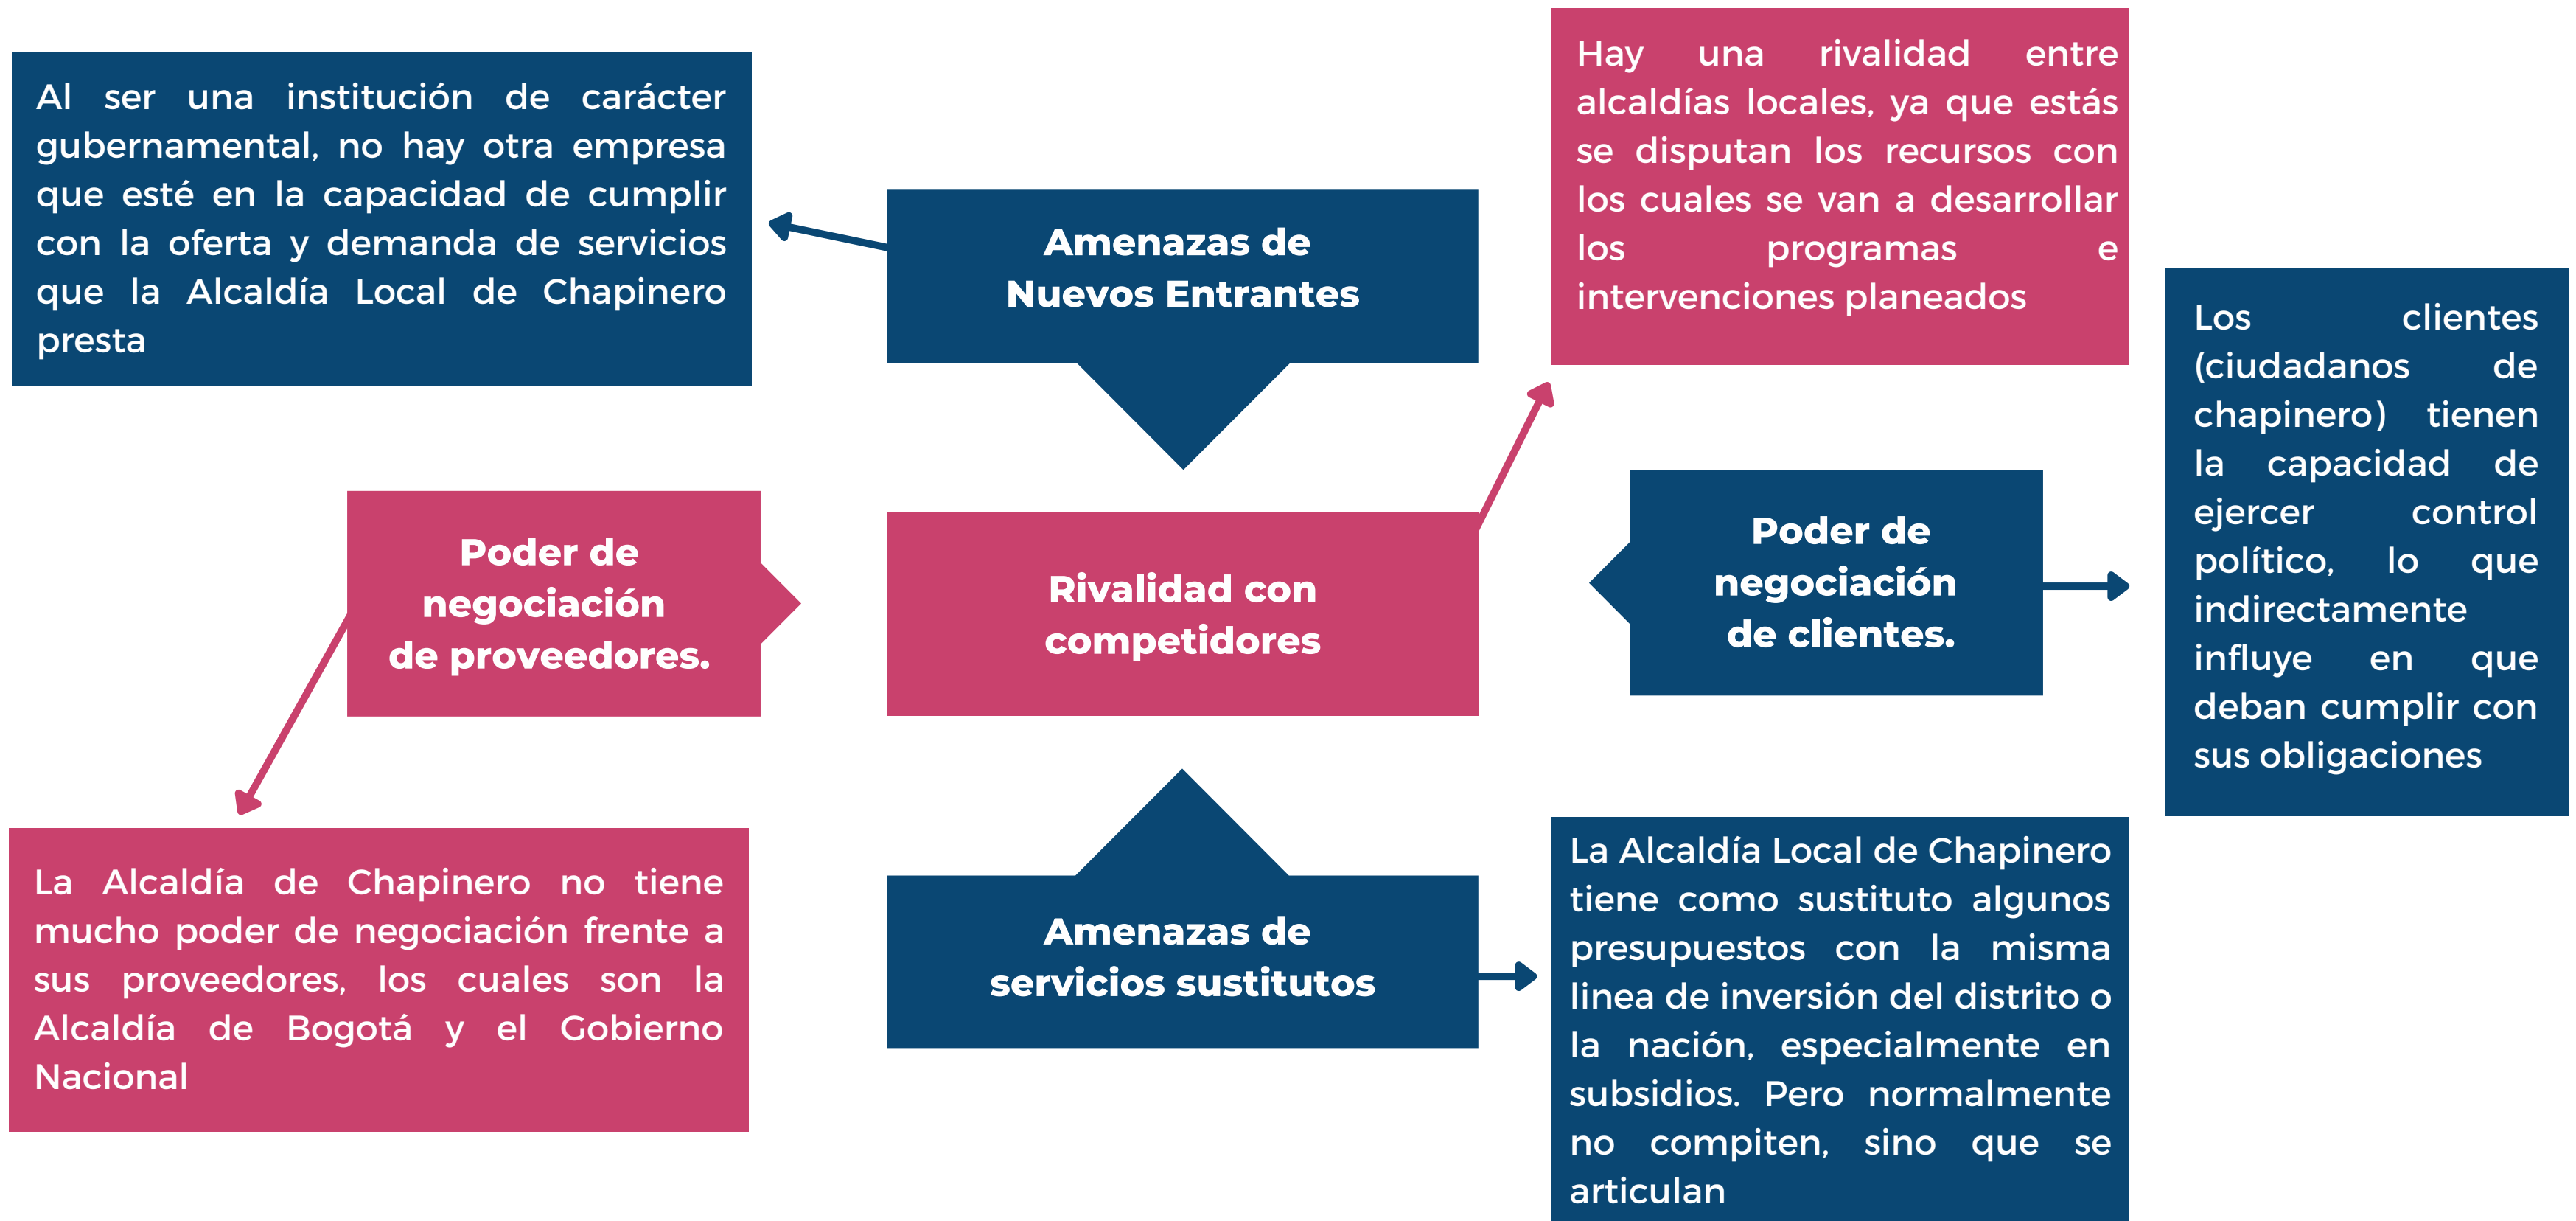 Al ser una institución de carácter
gubernamental, no hay otra empresa
que esté en la capacidad de cumplir
con la oferta y demanda de servicios
que la Alcaldía Local de Chapinero
presta
Amenazas de
Nuevos Entrantes
Hay una rivalidad entre
alcaldías locales, ya que estás
se disputan los recursos con
los cuales se van a desarrollar
los programas e
intervenciones planeados
Poder de
negociación
de proveedores.
Rivalidad con
competidores
Poder de
negociación
de clientes.
Los clientes
(ciudadanos de
chapinero) tienen
la capacidad de
ejercer control
político, lo que
indirectamente
influye en que
deban cumplir con
sus obligaciones
La Alcaldía de Chapinero no tiene
mucho poder de negociación frente a
sus proveedores, los cuales son la
Alcaldía de Bogotá y el Gobierno
Nacional
Amenazas de
servicios sustitutos
La Alcaldía Local de Chapinero
tiene como sustituto algunos
presupuestos con la misma
linea de inversión del distrito o
la nación, especialmente en
subsidios. Pero normalmente
no compiten, sino que se
articulan